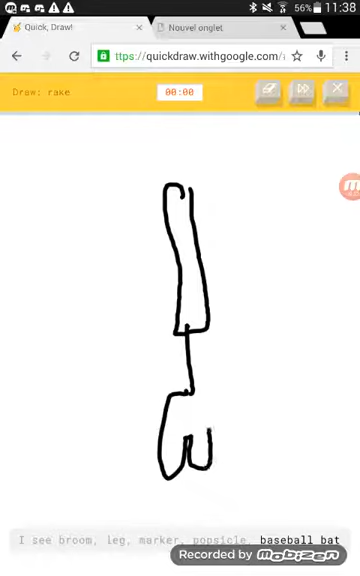 56% 11:38
Quick, Draw! × Nouvel onglet ×
ttps://quickdraw.withgoogle.com/
Draw: rake 00:00
I see broom, leg, marker, popsicle, baseball bat
Recorded by mobizen